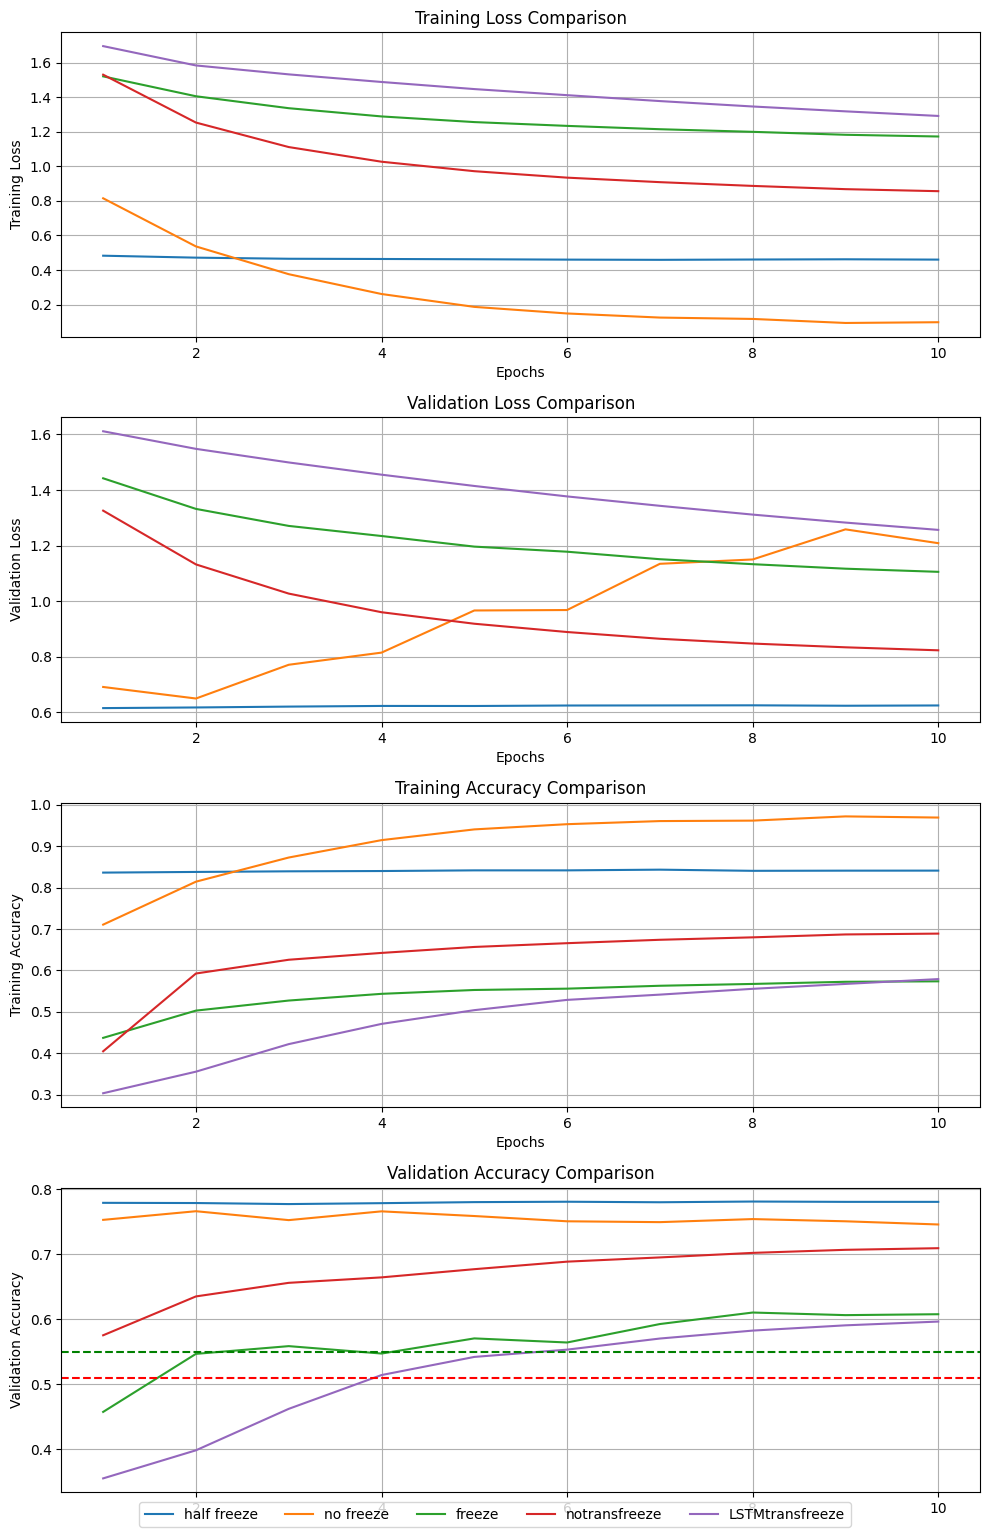 Training Loss Comparison
1.6
1.4
1.2
1.0
0.8
0.6
0.4
0.2
Training Loss
2 4 6 8 10
Epochs
Validation Loss Comparison
1.6
1.4
1.2
1.0
0.8
0.6
Validation Loss
2 4 6 8 10
Epochs
Training Accuracy Comparison
1.0
0.9
0.8
0.7
0.6
0.5
0.4
0.3
Training Accuracy
2 4 6 8 10
Epochs
Validation Accuracy Comparison
0.8
0.7
0.6
0.5
0.4
Validation Accuracy
2 4 6 8 10
half freeze no freeze freeze notransfreeze LSTMtransfreeze